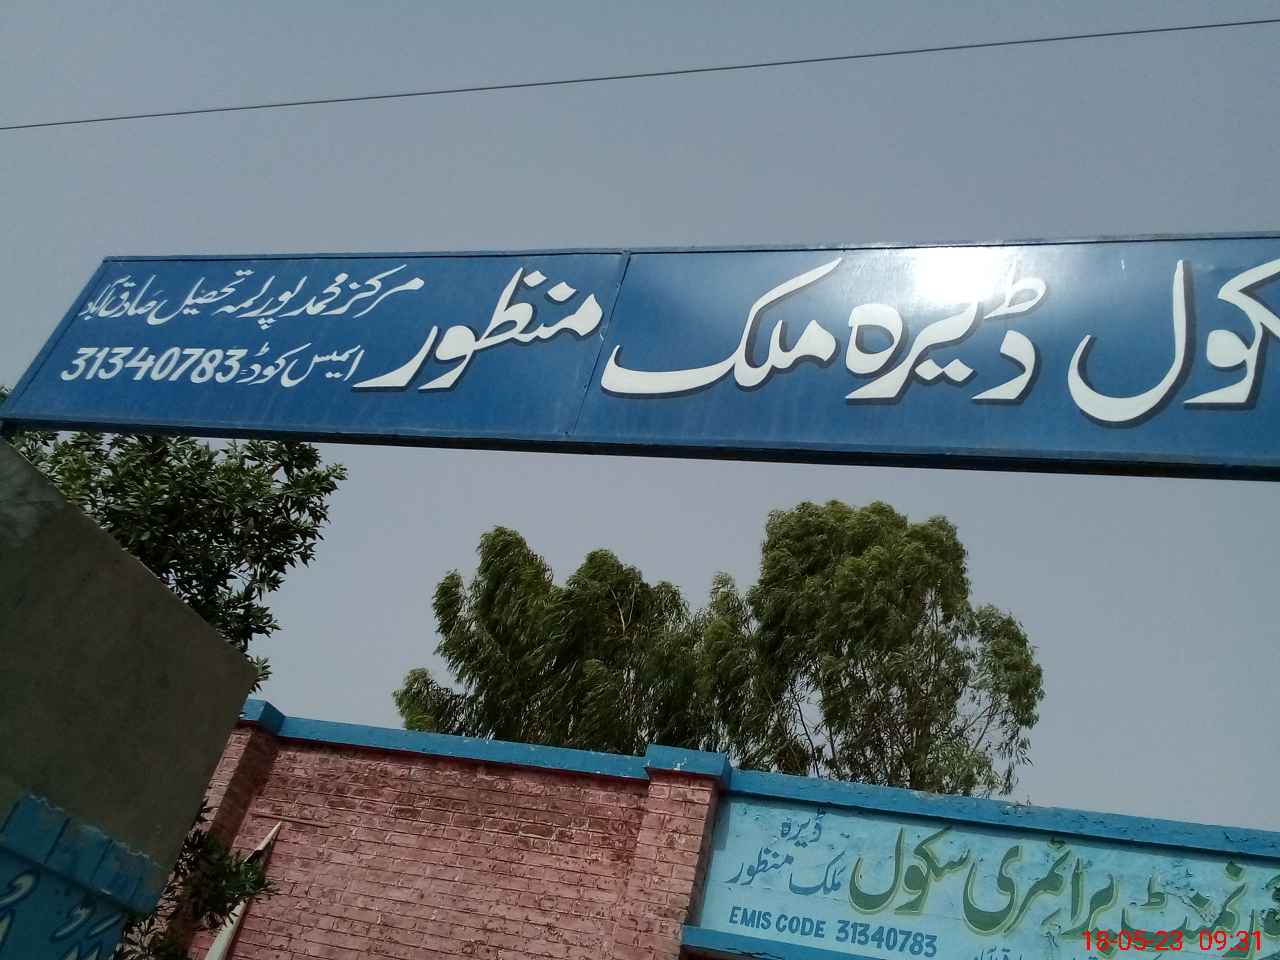 سکول ڈیرہ ملک منظور
مرکز محمد پور لمہ تحصیل صادق آباد
ایمیس کوڈ 31340783
گورنمنٹ پرائمری سکول
ڈیرہ
ملک منظور
EMIS CODE 31340783
18-05-23 09:31